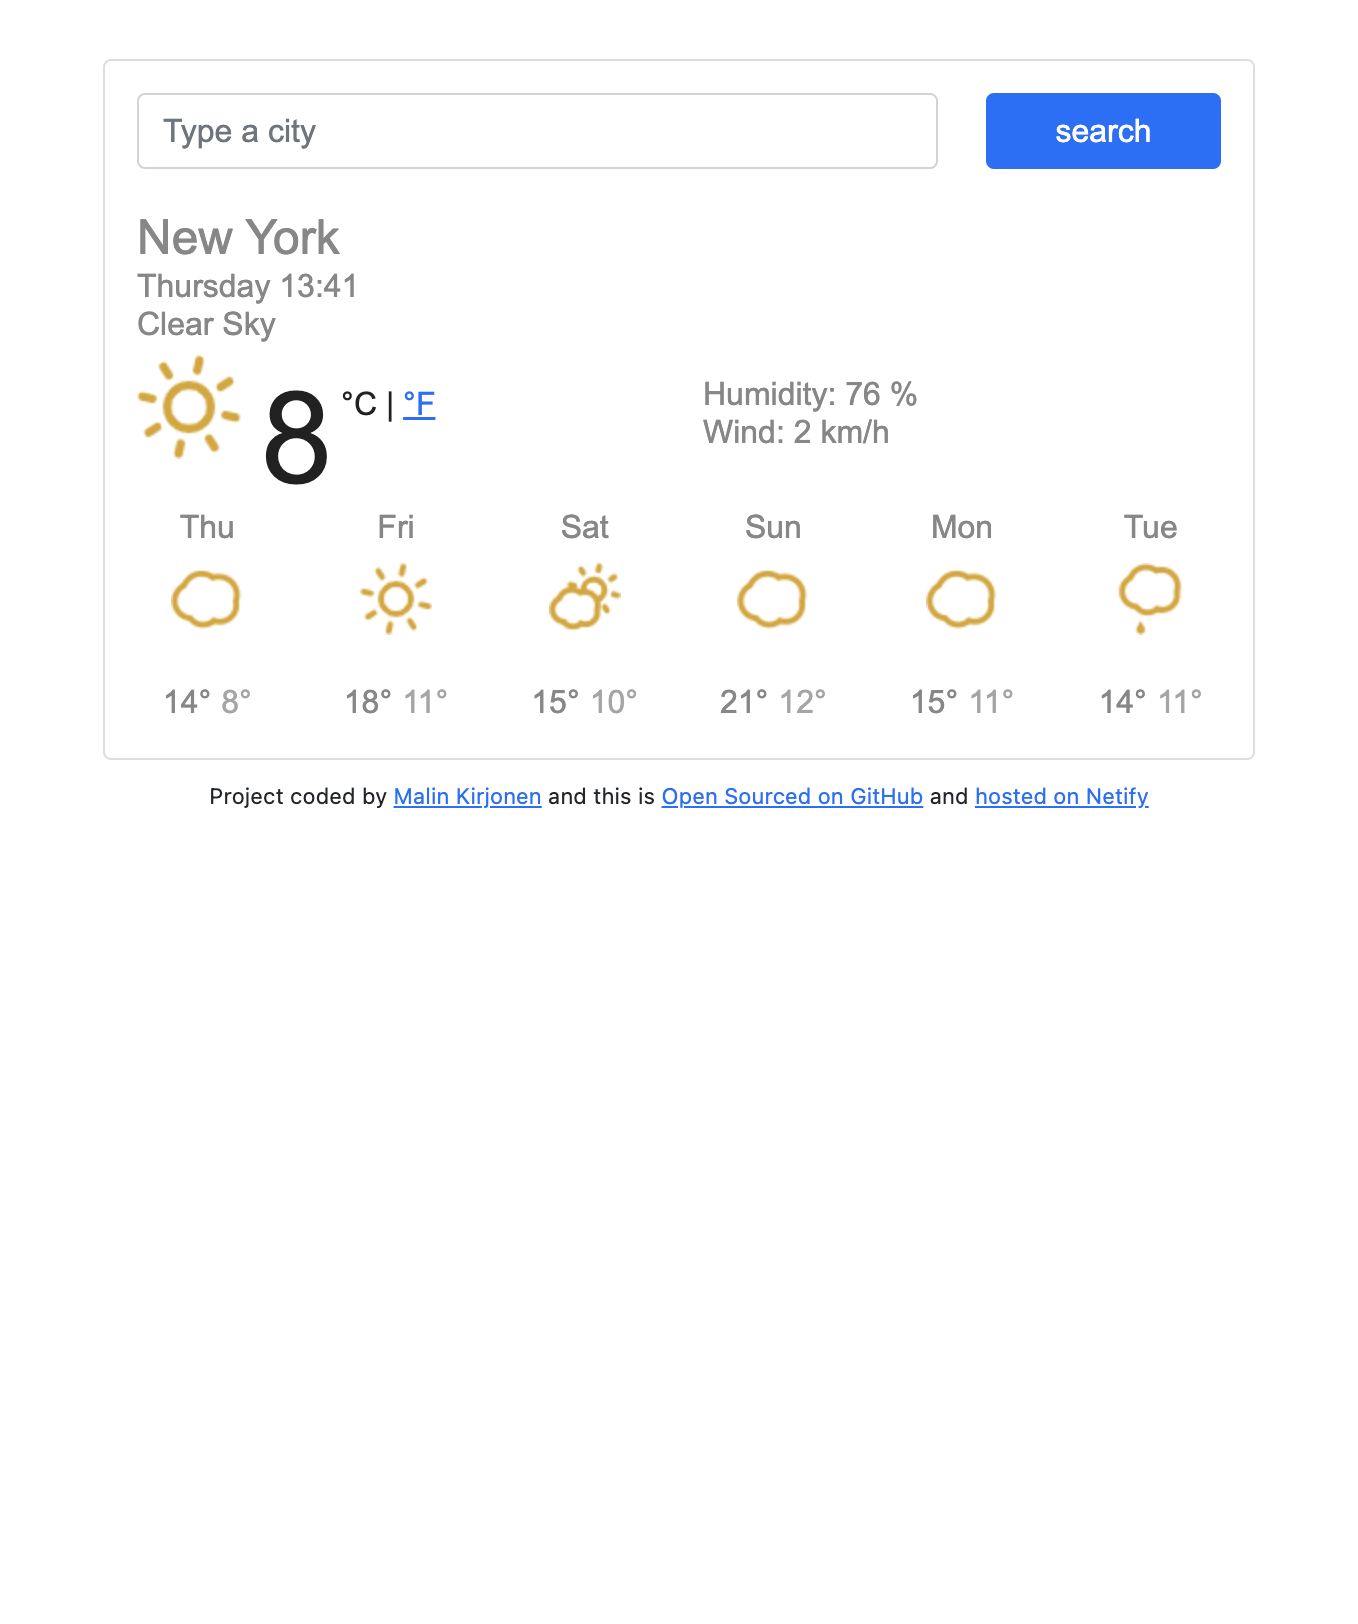 Type a city
search
New York
Thursday 13:41
Clear Sky
8 °C | °F
Humidity: 76 %
Wind: 2 km/h
Thu Fri Sat Sun Mon Tue
14° 8° 18° 11° 15° 10° 21° 12° 15° 11° 14° 11°
Project coded by Malin Kirjonen and this is Open Sourced on GitHub and hosted on Netify